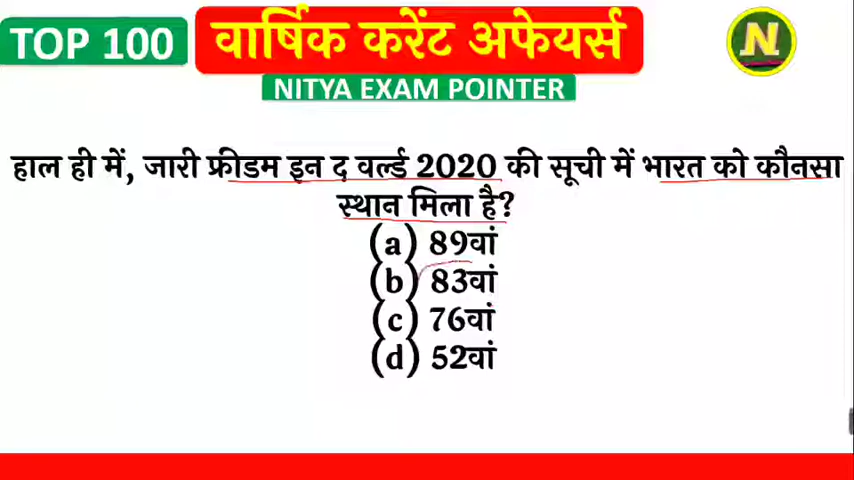 TOP 100
वार्षिक करेंट अफेयर्स
N
NITYA EXAM POINTER
हाल ही में, जारी फ्रीडम इन द वर्ल्ड 2020 की सूची में भारत को कौनसा
स्थान मिला है?
(a) 89वां
(b) 83वां
(c) 76वां
(d) 52वां